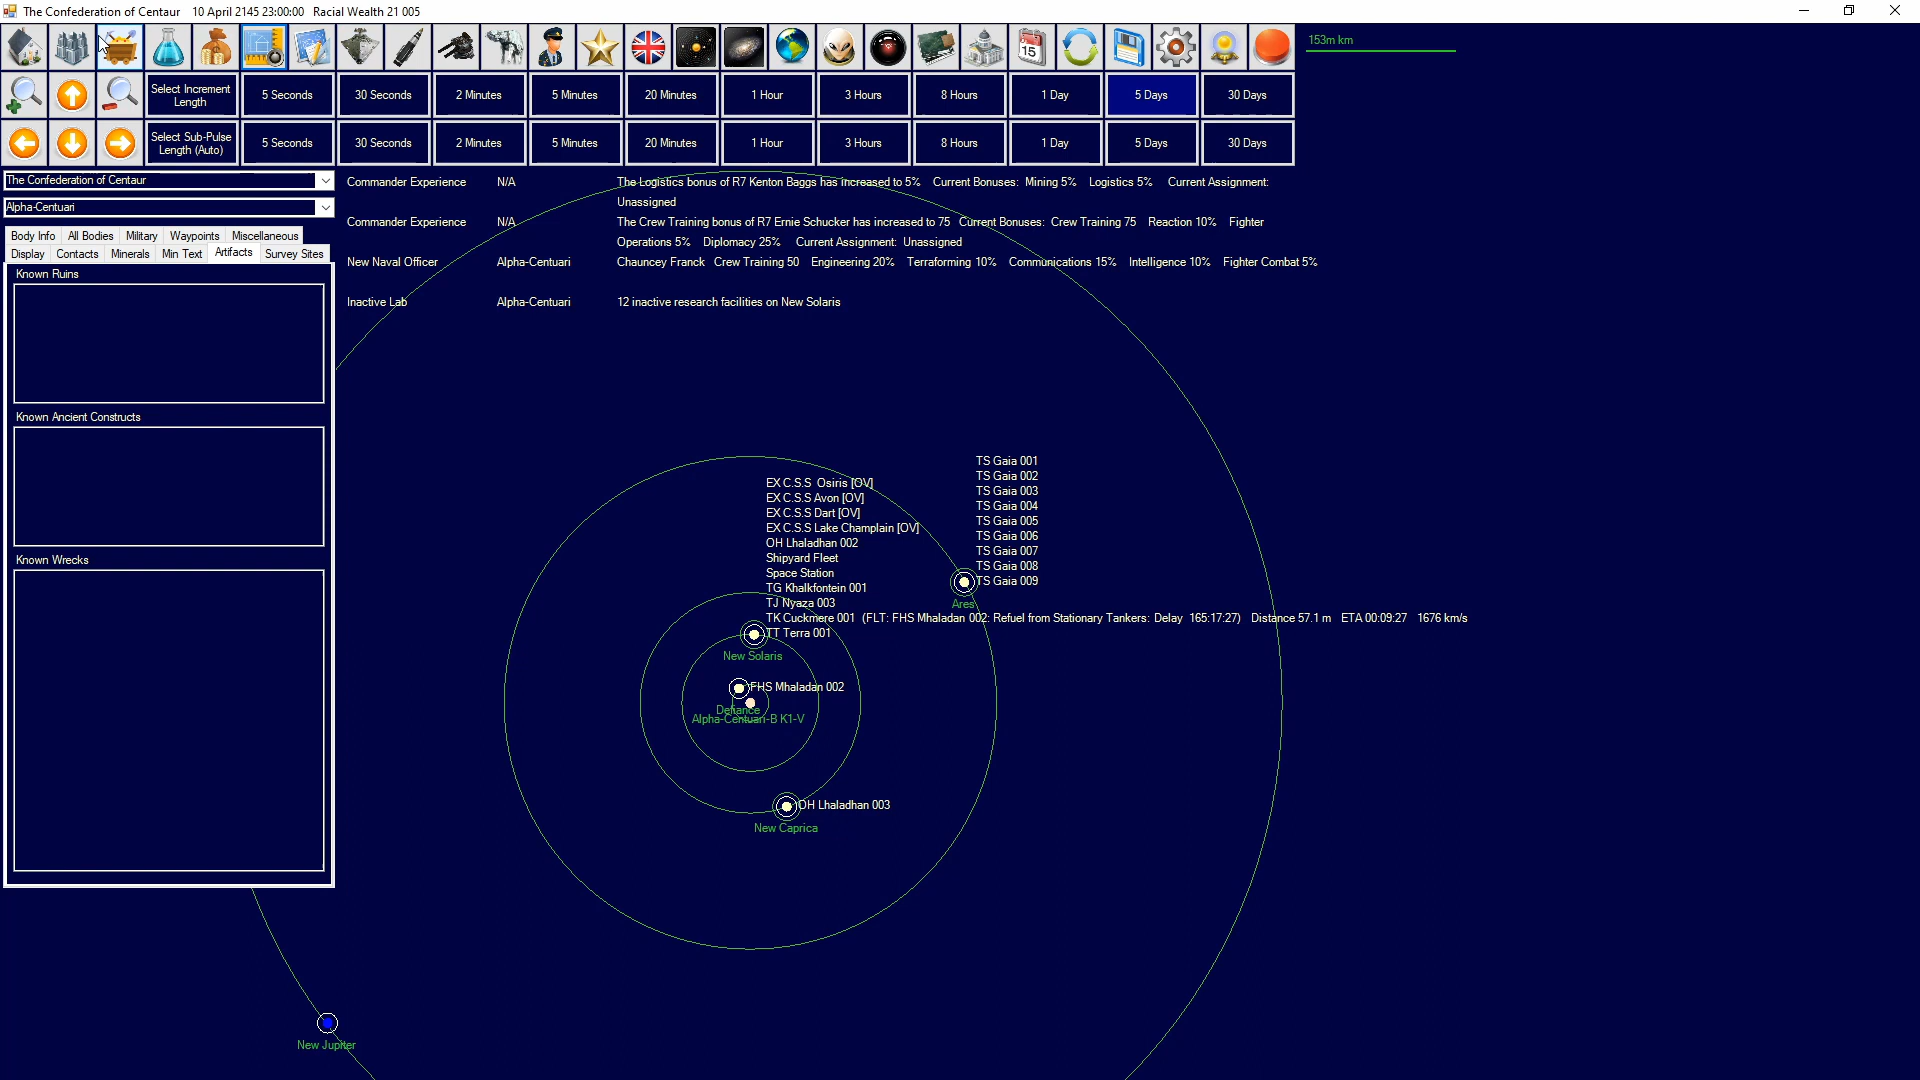 The Confederation of Centaur   10 April 2145 23:00:00   Racial Wealth 21 005
15
153m km
Select Increment Length
5 Seconds
30 Seconds
2 Minutes
5 Minutes
20 Minutes
1 Hour
3 Hours
8 Hours
1 Day
5 Days
30 Days
Select Sub-Pulse Length (Auto)
5 Seconds
30 Seconds
2 Minutes
5 Minutes
20 Minutes
1 Hour
3 Hours
8 Hours
1 Day
5 Days
30 Days
The Confederation of Centaur
Alpha-Centuari
Body Info All Bodies Military Waypoints Miscellaneous
Display Contacts Minerals Min Text Artifacts Survey Sites
Known Ruins
Known Ancient Constructs
Known Wrecks
Commander Experience N/A The Logistics bonus of R7 Kenton Baggs has increased to 5% Current Bonuses: Mining 5% Logistics 5% Current Assignment:
Unassigned
Commander Experience N/A The Crew Training bonus of R7 Ernie Schucker has increased to 75 Current Bonuses: Crew Training 75 Reaction 10% Fighter
Operations 5% Diplomacy 25% Current Assignment: Unassigned
New Naval Officer Alpha-Centuari Chauncey Franck Crew Training 50 Engineering 20% Terraforming 10% Communications 15% Intelligence 10% Fighter Combat 5%
Inactive Lab Alpha-Centuari 12 inactive research facilities on New Solaris
TS Gaia 001
TS Gaia 002
TS Gaia 003
TS Gaia 004
TS Gaia 005
TS Gaia 006
TS Gaia 007
TS Gaia 008
TS Gaia 009
Ares
EX C.S.S Osiris [OV]
EX C.S.S Avon [OV]
EX C.S.S Dart [OV]
EX C.S.S Lake Champlain [OV]
OH Lhaladhan 002
Shipyard Fleet
Space Station
TG Khalkfontein 001
TJ Nyaza 003
TK Cuckmere 001 (FLT: FHS Mhaladan 002: Refuel from Stationary Tankers: Delay 165:17:27) Distance 57.1 m ETA 00:09:27 1676 km/s
TT Terra 001
New Solaris
FHS Mhaladan 002
Defiance
Alpha-Centuari-B K1-V
OH Lhaladhan 003
New Caprica
New Jupiter